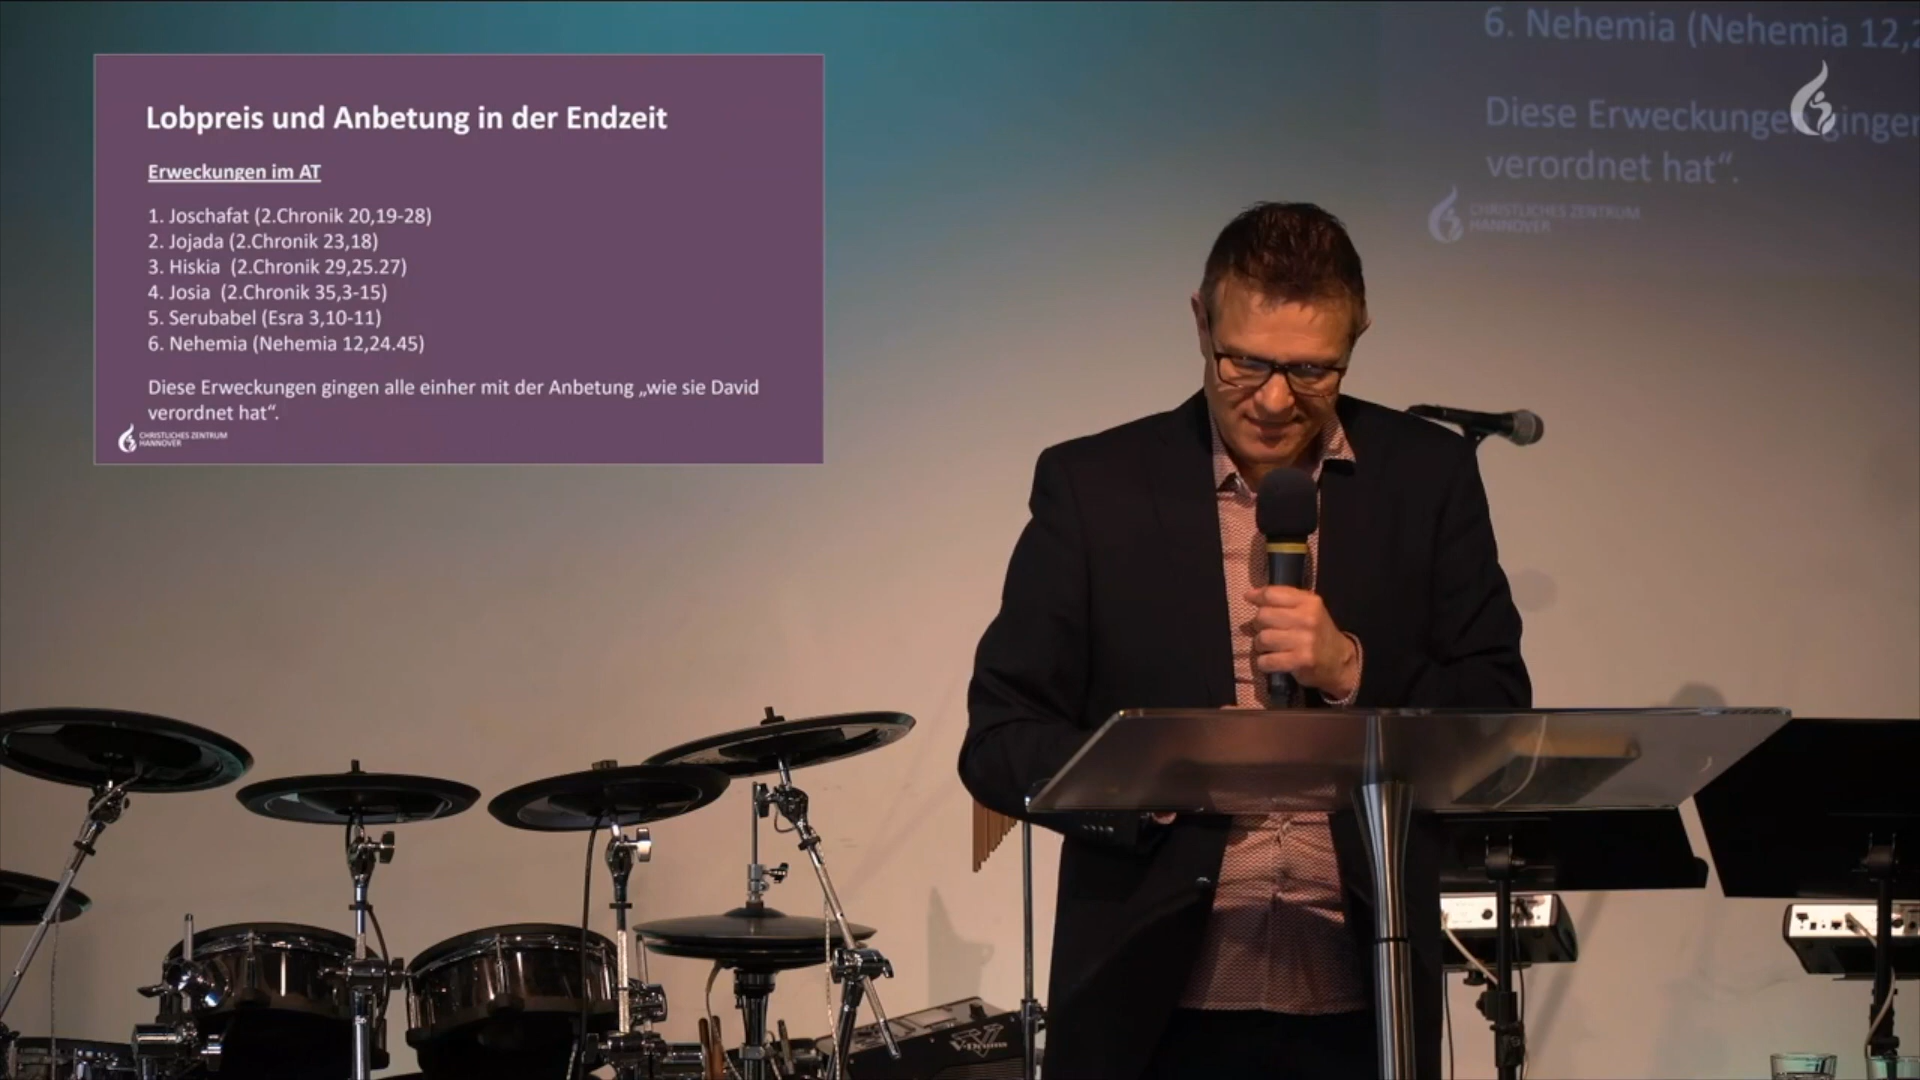 Lobpreis und Anbetung in der Endzeit
Erweckungen im AT
1. Joschafat (2.Chronik 20,19-28)
2. Jojada (2.Chronik 23,18)
3. Hiskia  (2.Chronik 29,25.27)
4. Josia  (2.Chronik 35,3-15)
5. Serubabel (Esra 3,10-11)
6. Nehemia (Nehemia 12,24.45)
Diese Erweckungen gingen alle einher mit der Anbetung „wie sie David
verordnet hat“.
CHRISTLICHES ZENTRUM
HANNOVER
6. Nehemia (Nehemia 12,2
Diese Erweckunge gingen
verordnet hat“.
CHRISTLICHES ZENTRUM
HANNOVER
V-Drums